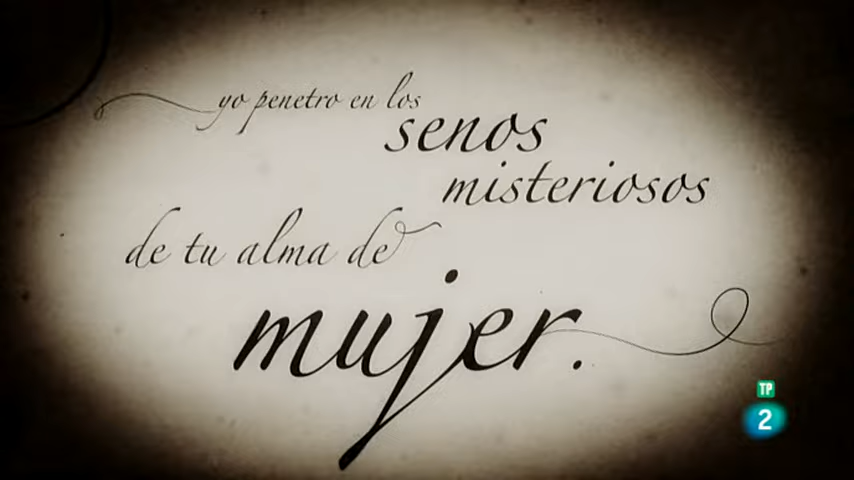 yo penetro en los
senos
misteriosos
de tu alma de
mujer.
TP
2